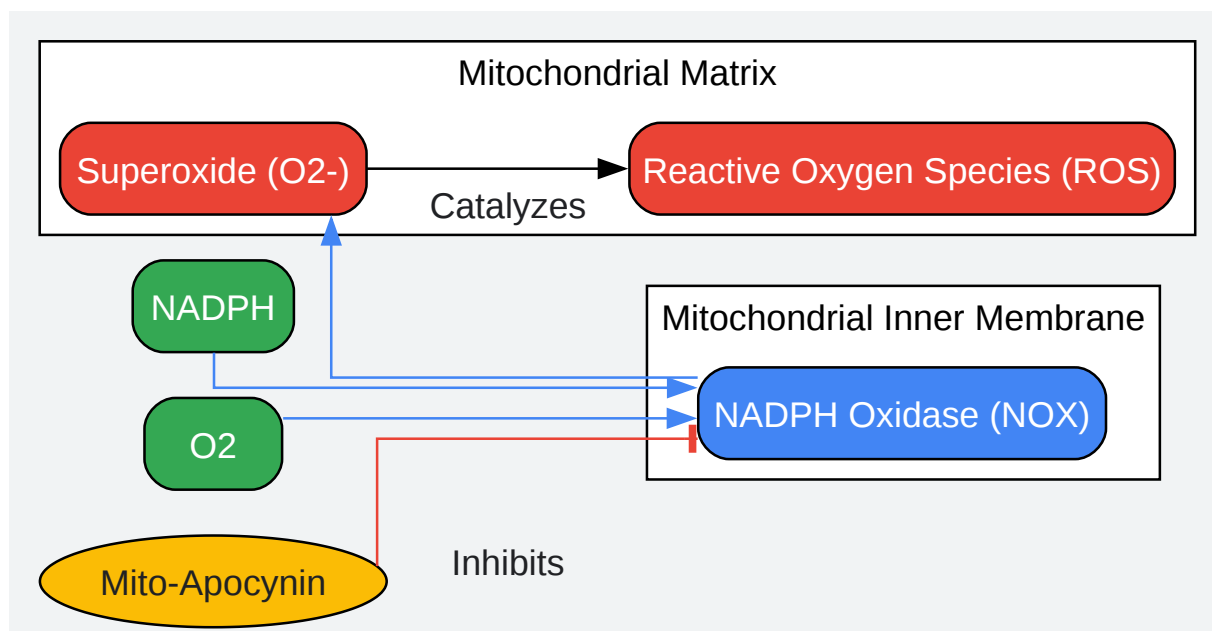 Mitochondrial Matrix
Superoxide (O2-)
Reactive Oxygen Species (ROS)
Catalyzes
NADPH
Mitochondrial Inner Membrane
NADPH Oxidase (NOX)
O2
Inhibits
Mito-Apocynin